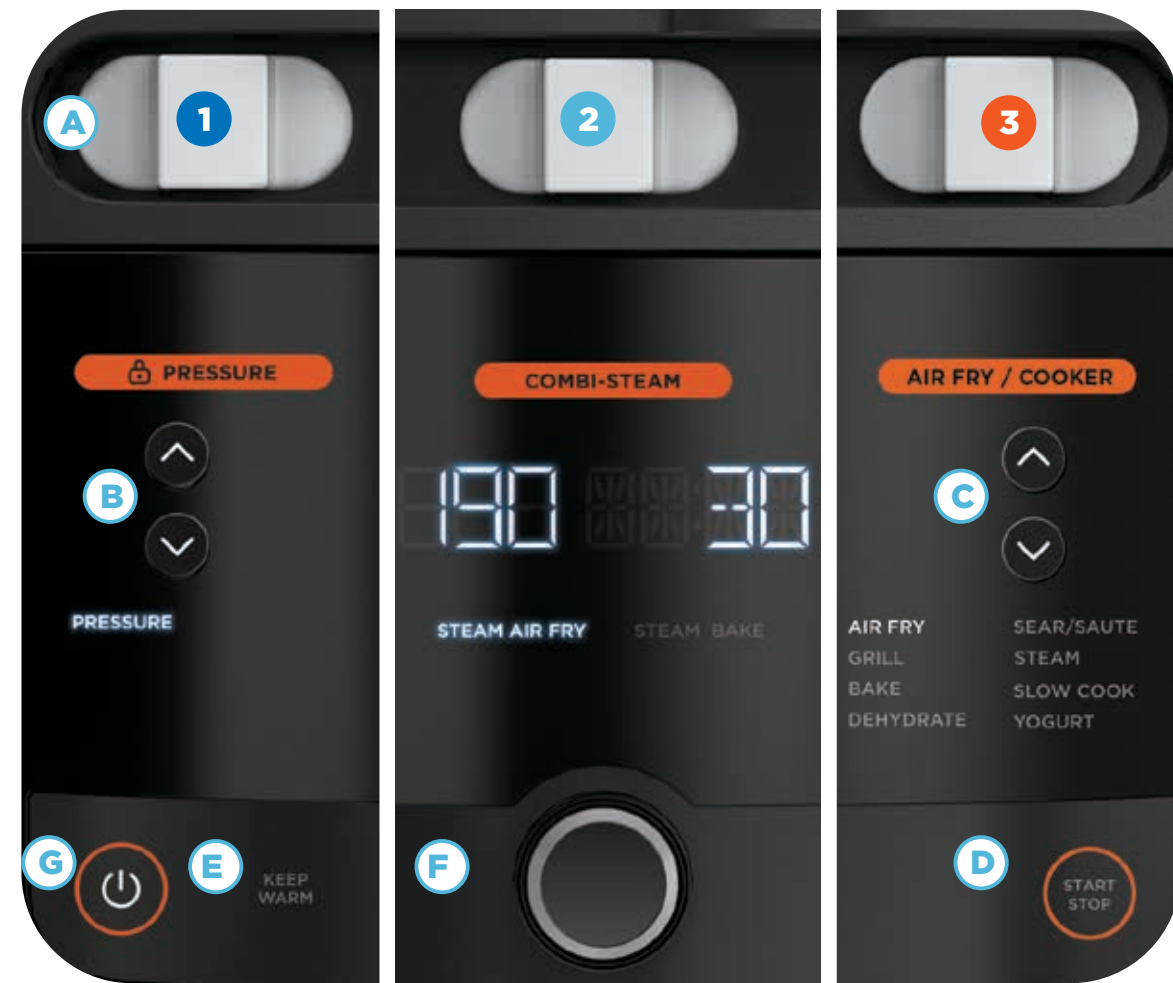 A
1
2
3
PRESSURE
COMBI-STEAM
AIR FRY / COOKER
B
190
30
C
PRESSURE
STEAM AIR FRY
STEAM BAKE
AIR FRY
SEAR/SAUTE
GRILL
STEAM
BAKE
SLOW COOK
DEHYDRATE
YOGURT
G
E
KEEP
WARM
F
D
START
STOP